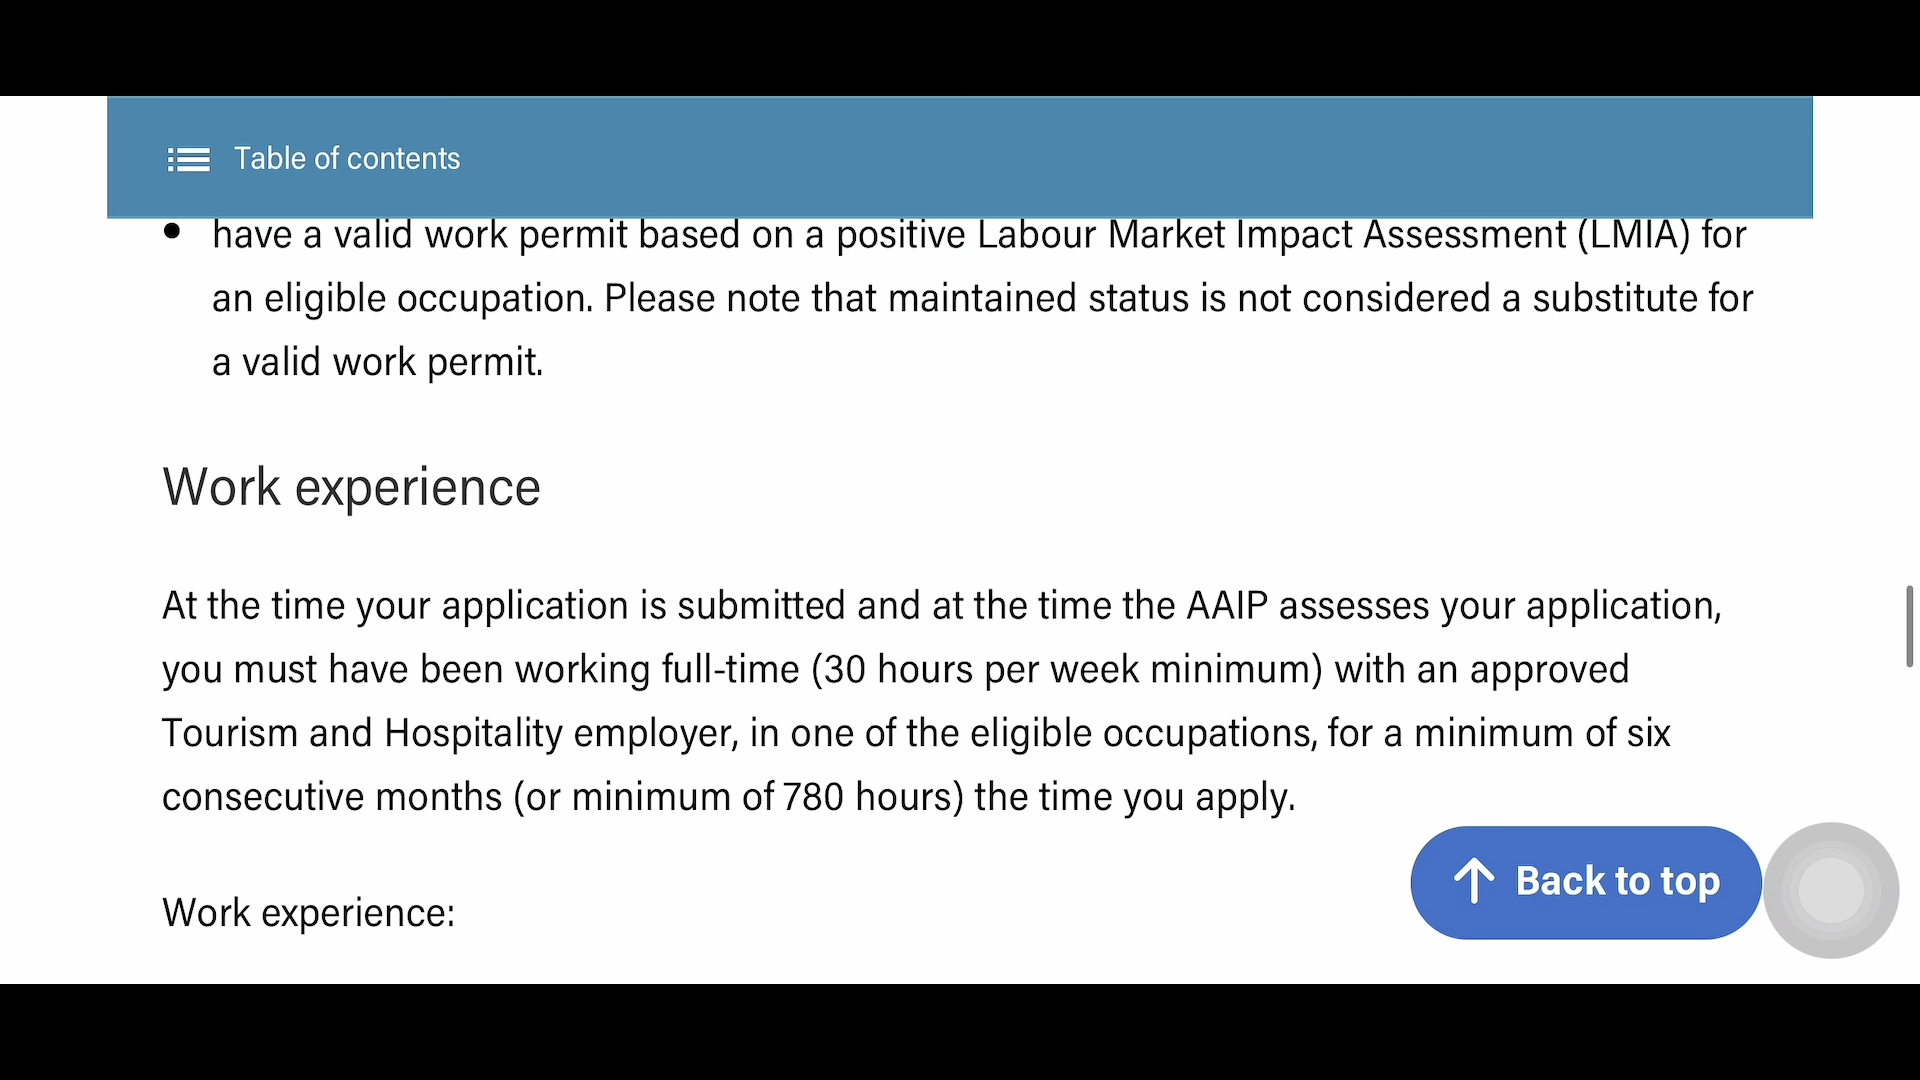 Table of contents
have a valid work permit based on a positive Labour Market Impact Assessment (LMIA) for
an eligible occupation. Please note that maintained status is not considered a substitute for
a valid work permit.
Work experience
At the time your application is submitted and at the time the AAIP assesses your application,
you must have been working full-time (30 hours per week minimum) with an approved
Tourism and Hospitality employer, in one of the eligible occupations, for a minimum of six
consecutive months (or minimum of 780 hours) the time you apply.
Back to top
Work experience: